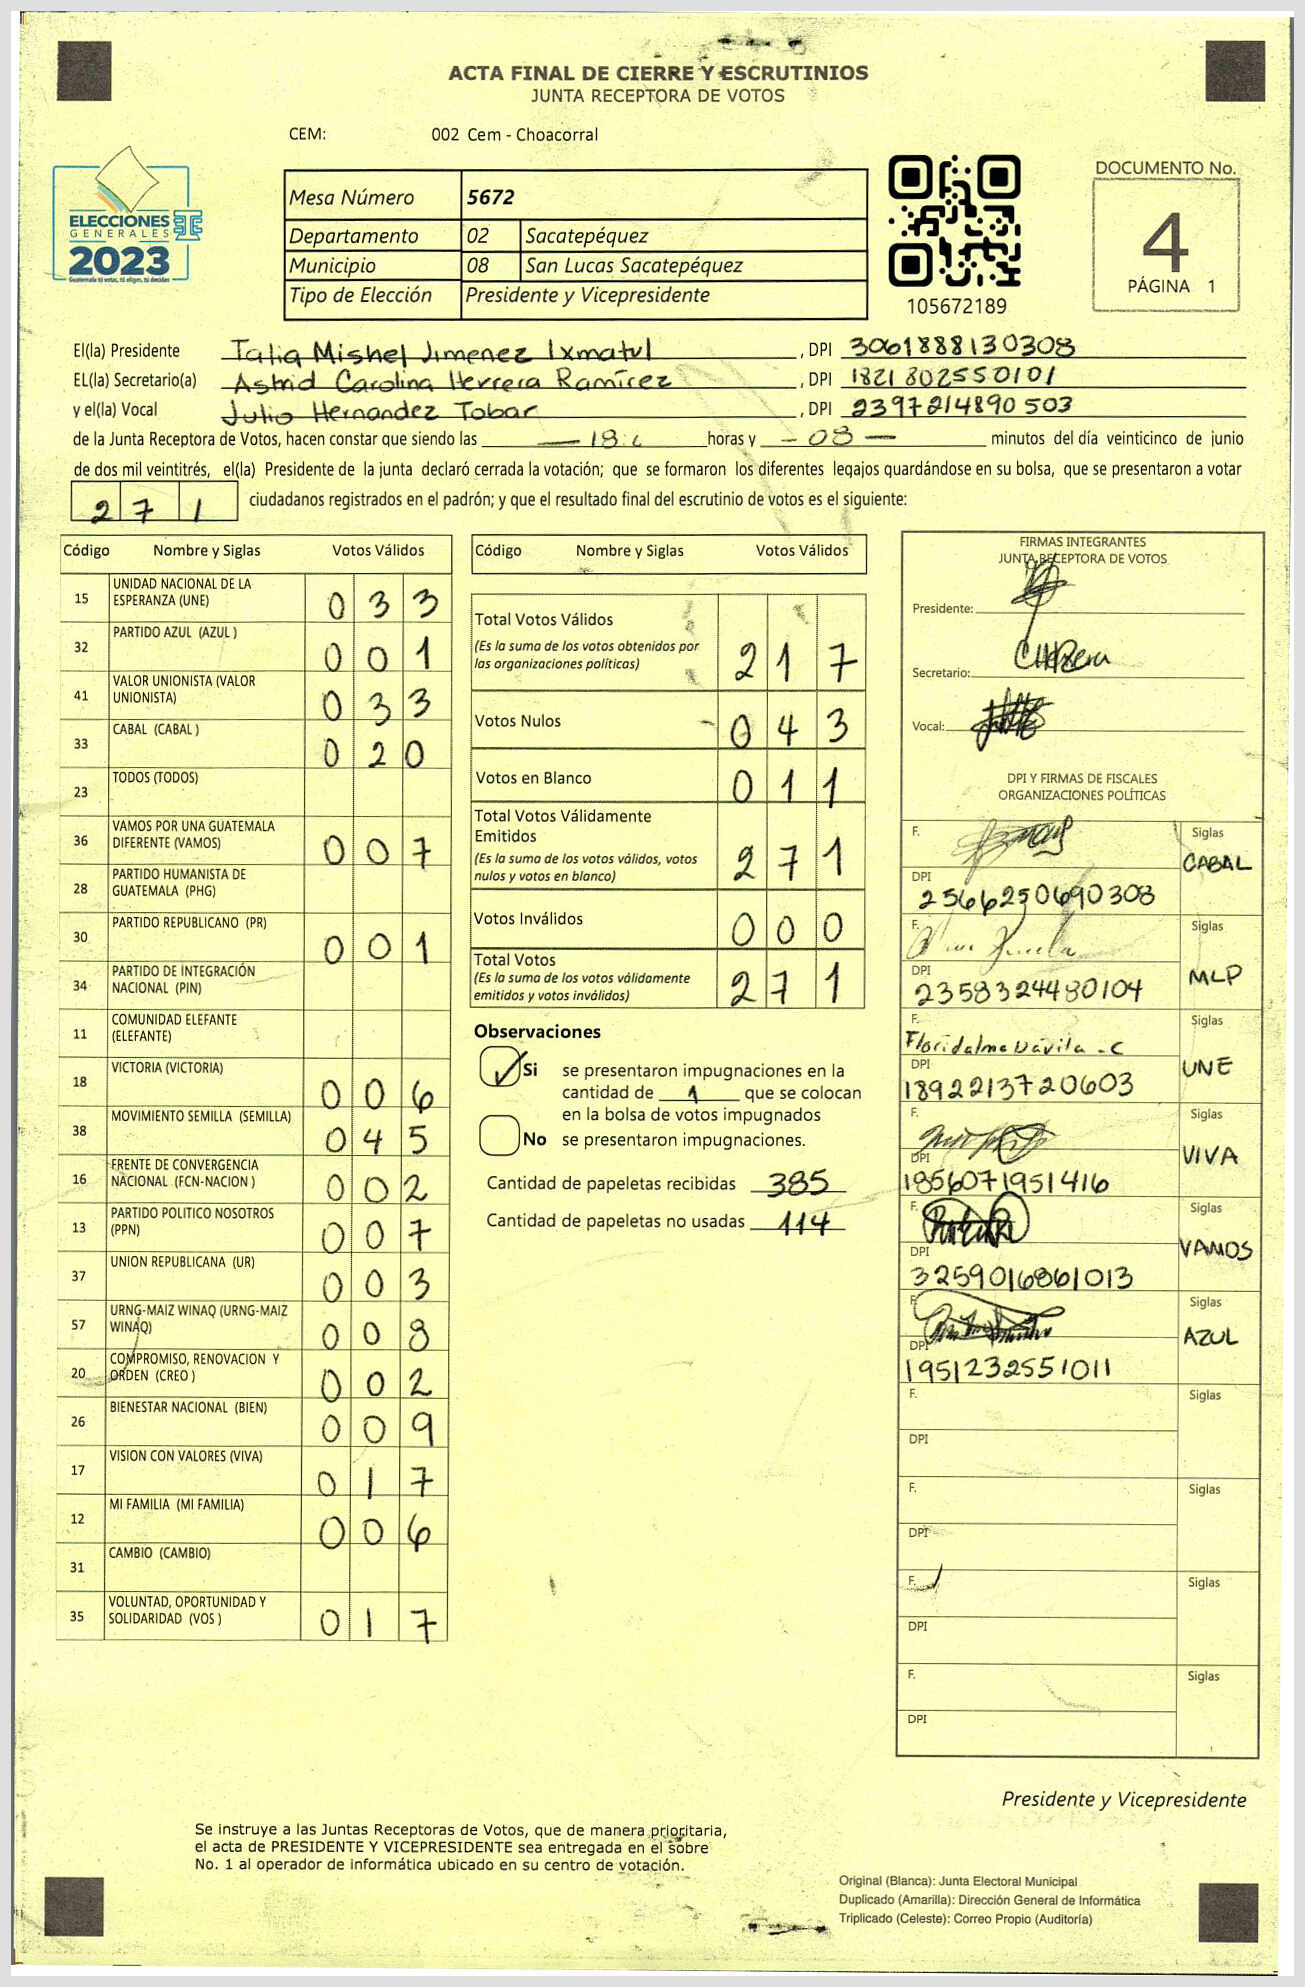 ACTA FINAL DE CIERRE Y ESCRUTINIOS
JUNTA RECEPTORA DE VOTOS
CEM: 002 Cem - Choacorral
ELECCIONES
GENERALES
2023
Guatemala tú votas, tú eliges, tú decides
Mesa Número 5672
Departamento 02 Sacatepéquez
Municipio 08 San Lucas Sacatepéquez
Tipo de Elección Presidente y Vicepresidente
105672189
DOCUMENTO No.
4
PÁGINA 1
El(la) Presidente Talia Mishel Jimenez Ixmatul, DPI 3061888130308
EL(la) Secretario(a) Astrid Carolina Herrera Ramírez, DPI 1821802550101
y el(la) Vocal Julio Hernandez Tobar, DPI 2397214890503
de la Junta Receptora de Votos, hacen constar que siendo las — 18: horas y - 08 — minutos del día veinticinco de junio
de dos mil veintitrés, el(la) Presidente de la junta declaró cerrada la votación; que se formaron los diferentes legajos quardándose en su bolsa, que se presentaron a votar
271 ciudadanos registrados en el padrón; y que el resultado final del escrutinio de votos es el siguiente:
Código Nombre y Siglas Votos Válidos
15 UNIDAD NACIONAL DE LA
ESPERANZA (UNE) 0 3 3
32 PARTIDO AZUL (AZUL ) 0 0 1
41 VALOR UNIONISTA (VALOR
UNIONISTA) 0 3 3
33 CABAL (CABAL ) 0 2 0
23 TODOS (TODOS)
36 VAMOS POR UNA GUATEMALA
DIFERENTE (VAMOS) 0 0 7
28 PARTIDO HUMANISTA DE
GUATEMALA (PHG)
30 PARTIDO REPUBLICANO (PR) 0 0 1
34 PARTIDO DE INTEGRACIÓN
NACIONAL (PIN)
11 COMUNIDAD ELEFANTE
(ELEFANTE)
18 VICTORIA (VICTORIA) 0 0 6
38 MOVIMIENTO SEMILLA (SEMILLA) 0 4 5
16 FRENTE DE CONVERGENCIA
NACIONAL (FCN-NACION ) 0 0 2
13 PARTIDO POLITICO NOSOTROS
(PPN) 0 0 7
37 UNION REPUBLICANA (UR) 0 0 3
57 URNG-MAIZ WINAQ (URNG-MAIZ
WINAQ) 0 0 8
20 COMPROMISO, RENOVACION Y
ORDEN (CREO ) 0 0 2
26 BIENESTAR NACIONAL (BIEN) 0 0 9
17 VISION CON VALORES (VIVA) 0 1 7
12 MI FAMILIA (MI FAMILIA) 0 0 6
31 CAMBIO (CAMBIO)
35 VOLUNTAD, OPORTUNIDAD Y
SOLIDARIDAD (VOS ) 0 1 7
Código Nombre y Siglas Votos Válidos
Total Votos Válidos
(Es la suma de los votos obtenidos por
las organizaciones políticas) 2 1 7
Votos Nulos 0 4 3
Votos en Blanco 0 1 1
Total Votos Válidamente
Emitidos
(Es la suma de los votos válidos, votos
nulos y votos en blanco) 2 7 1
Votos Inválidos 0 0 0
Total Votos
(Es la suma de los votos válidamente
emitidos y votos inválidos) 2 7 1
Observaciones
Si se presentaron impugnaciones en la
cantidad de 1 que se colocan
en la bolsa de votos impugnados
No se presentaron impugnaciones.
Cantidad de papeletas recibidas 385
Cantidad de papeletas no usadas 114
FIRMAS INTEGRANTES
JUNTA RECEPTORA DE VOTOS
Presidente:
Secretario:
Vocal:
DPI Y FIRMAS DE FISCALES
ORGANIZACIONES POLÍTICAS
F. Siglas
CABAL
DPI
2566250690308
F. Siglas
MLP
DPI
2358324480104
F. Siglas
Floridalma Dávila - C
UNE
DPI
1892213720603
F. Siglas
VIVA
DPI
1856071951416
F. Siglas
VAMOS
DPI
3259016861013
F. Siglas
AZUL
DPI
1951232551011
F. Siglas
DPI
F. Siglas
DPI
F. Siglas
DPI
F. Siglas
DPI
Presidente y Vicepresidente
Se instruye a las Juntas Receptoras de Votos, que de manera prioritaria,
el acta de PRESIDENTE Y VICEPRESIDENTE sea entregada en el sobre
No. 1 al operador de informática ubicado en su centro de votación.
Original (Blanca): Junta Electoral Municipal
Duplicado (Amarilla): Dirección General de Informática
Triplicado (Celeste): Correo Propio (Auditoría)